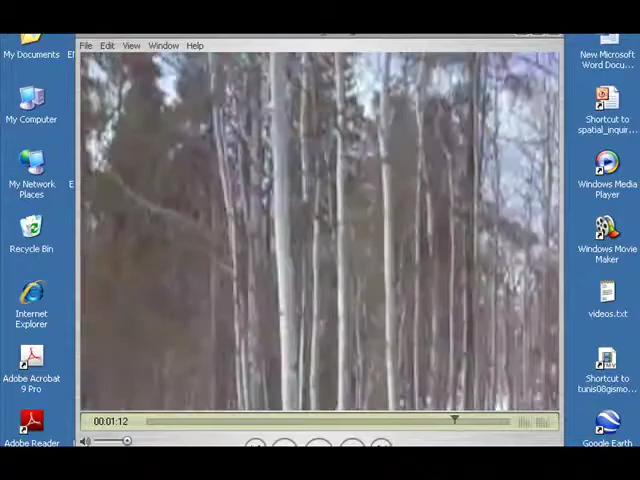 File Edit View Window Help
My Documents
My Computer
My Network
Places
Recycle Bin
Internet
Explorer
Adobe Acrobat
9 Pro
Adobe Reader
00:01:12
New Microsoft
Word Docu...
Shortcut to
spatial_inquir...
Windows Media
Player
Windows Movie
Maker
videos.txt
Shortcut to
tunis08gismo...
Google Earth